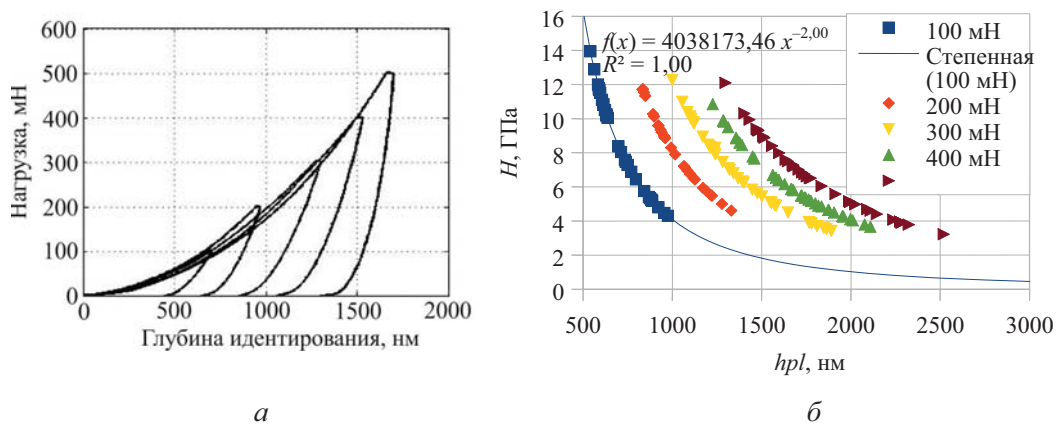 600
500
400
300
200
100
0
0 500 1000 1500 2000
Нагрузка, мН
Глубина идентирования, нм
а
16
14
12
10
8
6
4
2
0
500 1000 1500 2000 2500 3000
H, ГПа
hpl, нм
f(x) = 4038173,46 x^–2,00
R² = 1,00
100 мН
Степенная
(100 мН)
200 мН
300 мН
400 мН
б